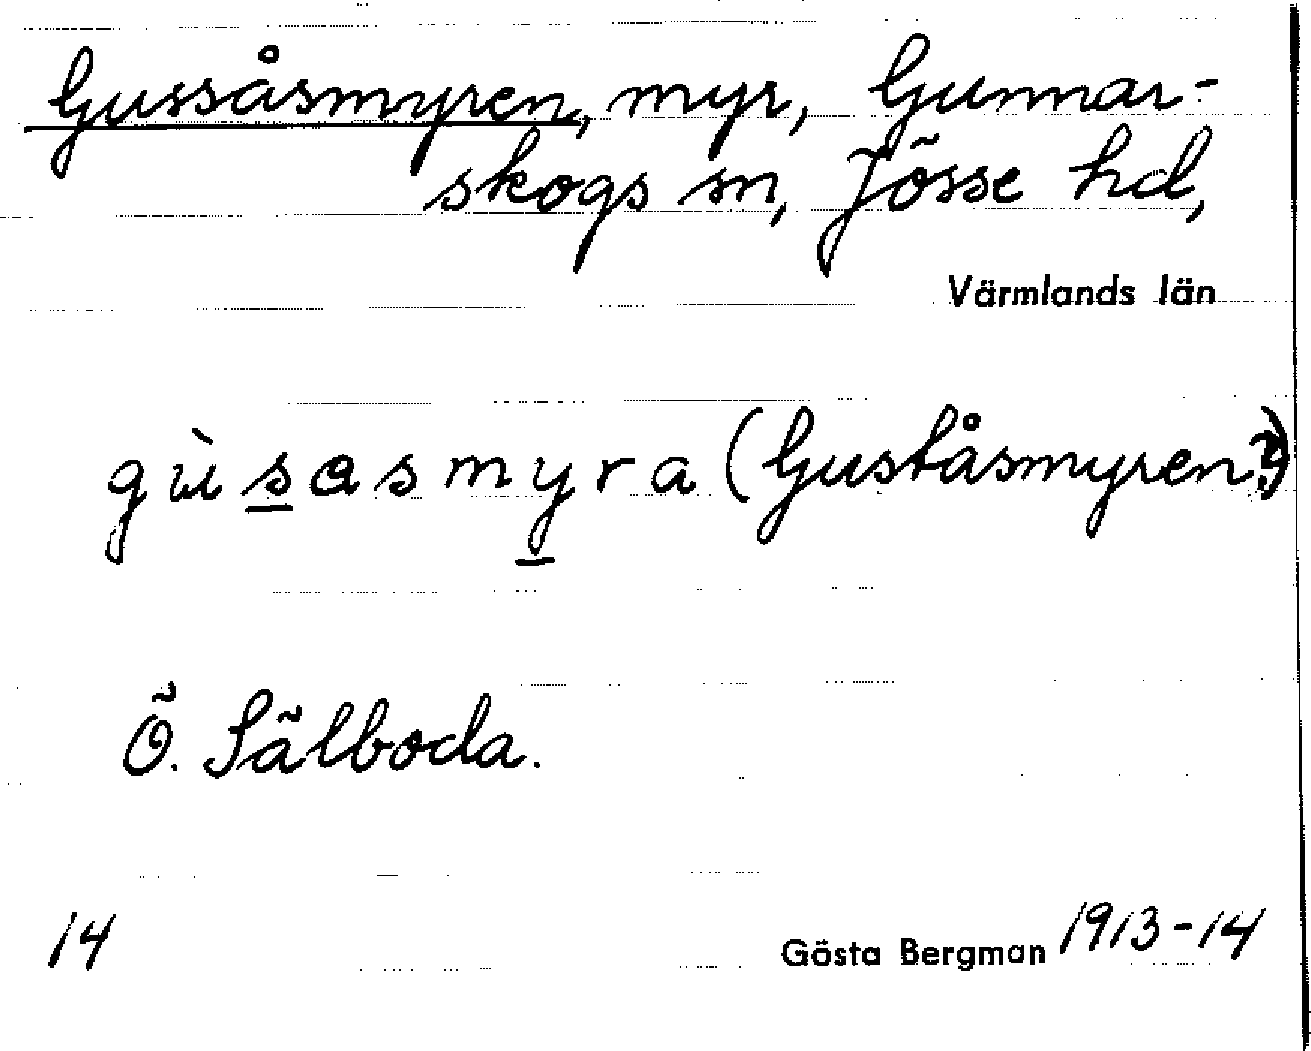 Gussåsmyren, myr, Gunnar-
skogs sn, Jösse hd,
Värmlands län
gùsasmyra (Guståsmyren?)
Ö. Sälboda.
14
Gösta Bergman 1913-14